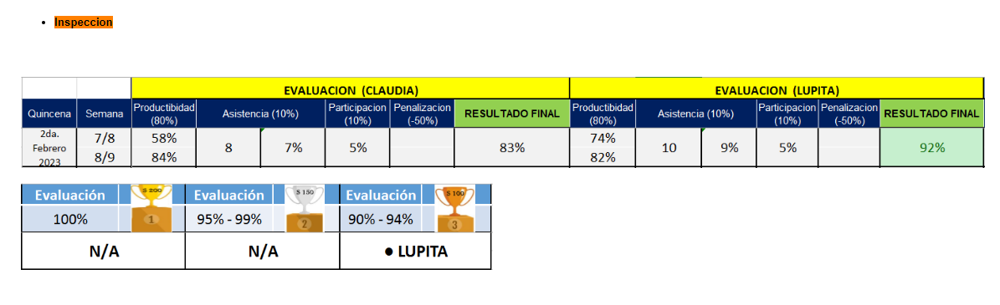 • Inspeccion
EVALUACION (CLAUDIA) EVALUACION (LUPITA)
Quincena Semana Productibidad (80%) Asistencia (10%) Participacion (10%) Penalizacion (-50%) RESULTADO FINAL Productibidad (80%) Asistencia (10%) Participacion (10%) Penalizacion (-50%) RESULTADO FINAL
2da. Febrero 2023 7/8 58% 8 7% 5% 83% 74% 10 9% 5% 92%
8/9 84% 82%
Evaluación $ 200 Evaluación $ 150 Evaluación $ 100
100% 1 95% - 99% 2 90% - 94% 3
N/A N/A • LUPITA